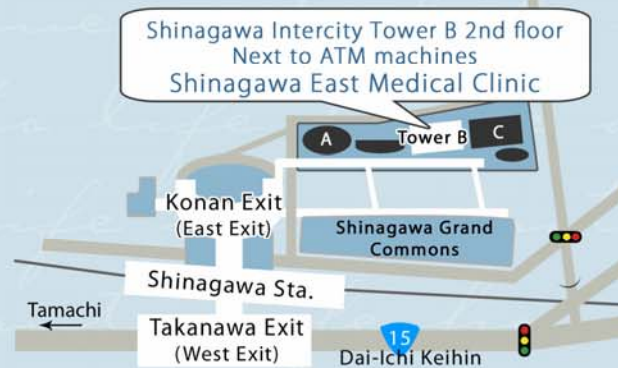 Shinagawa Intercity Tower B 2nd floor
Next to ATM machines
Shinagawa East Medical Clinic
A
Tower B
C
Konan Exit
(East Exit)
Shinagawa Grand
Commons
Shinagawa Sta.
Tamachi
Takanawa Exit
(West Exit)
15
Dai-Ichi Keihin